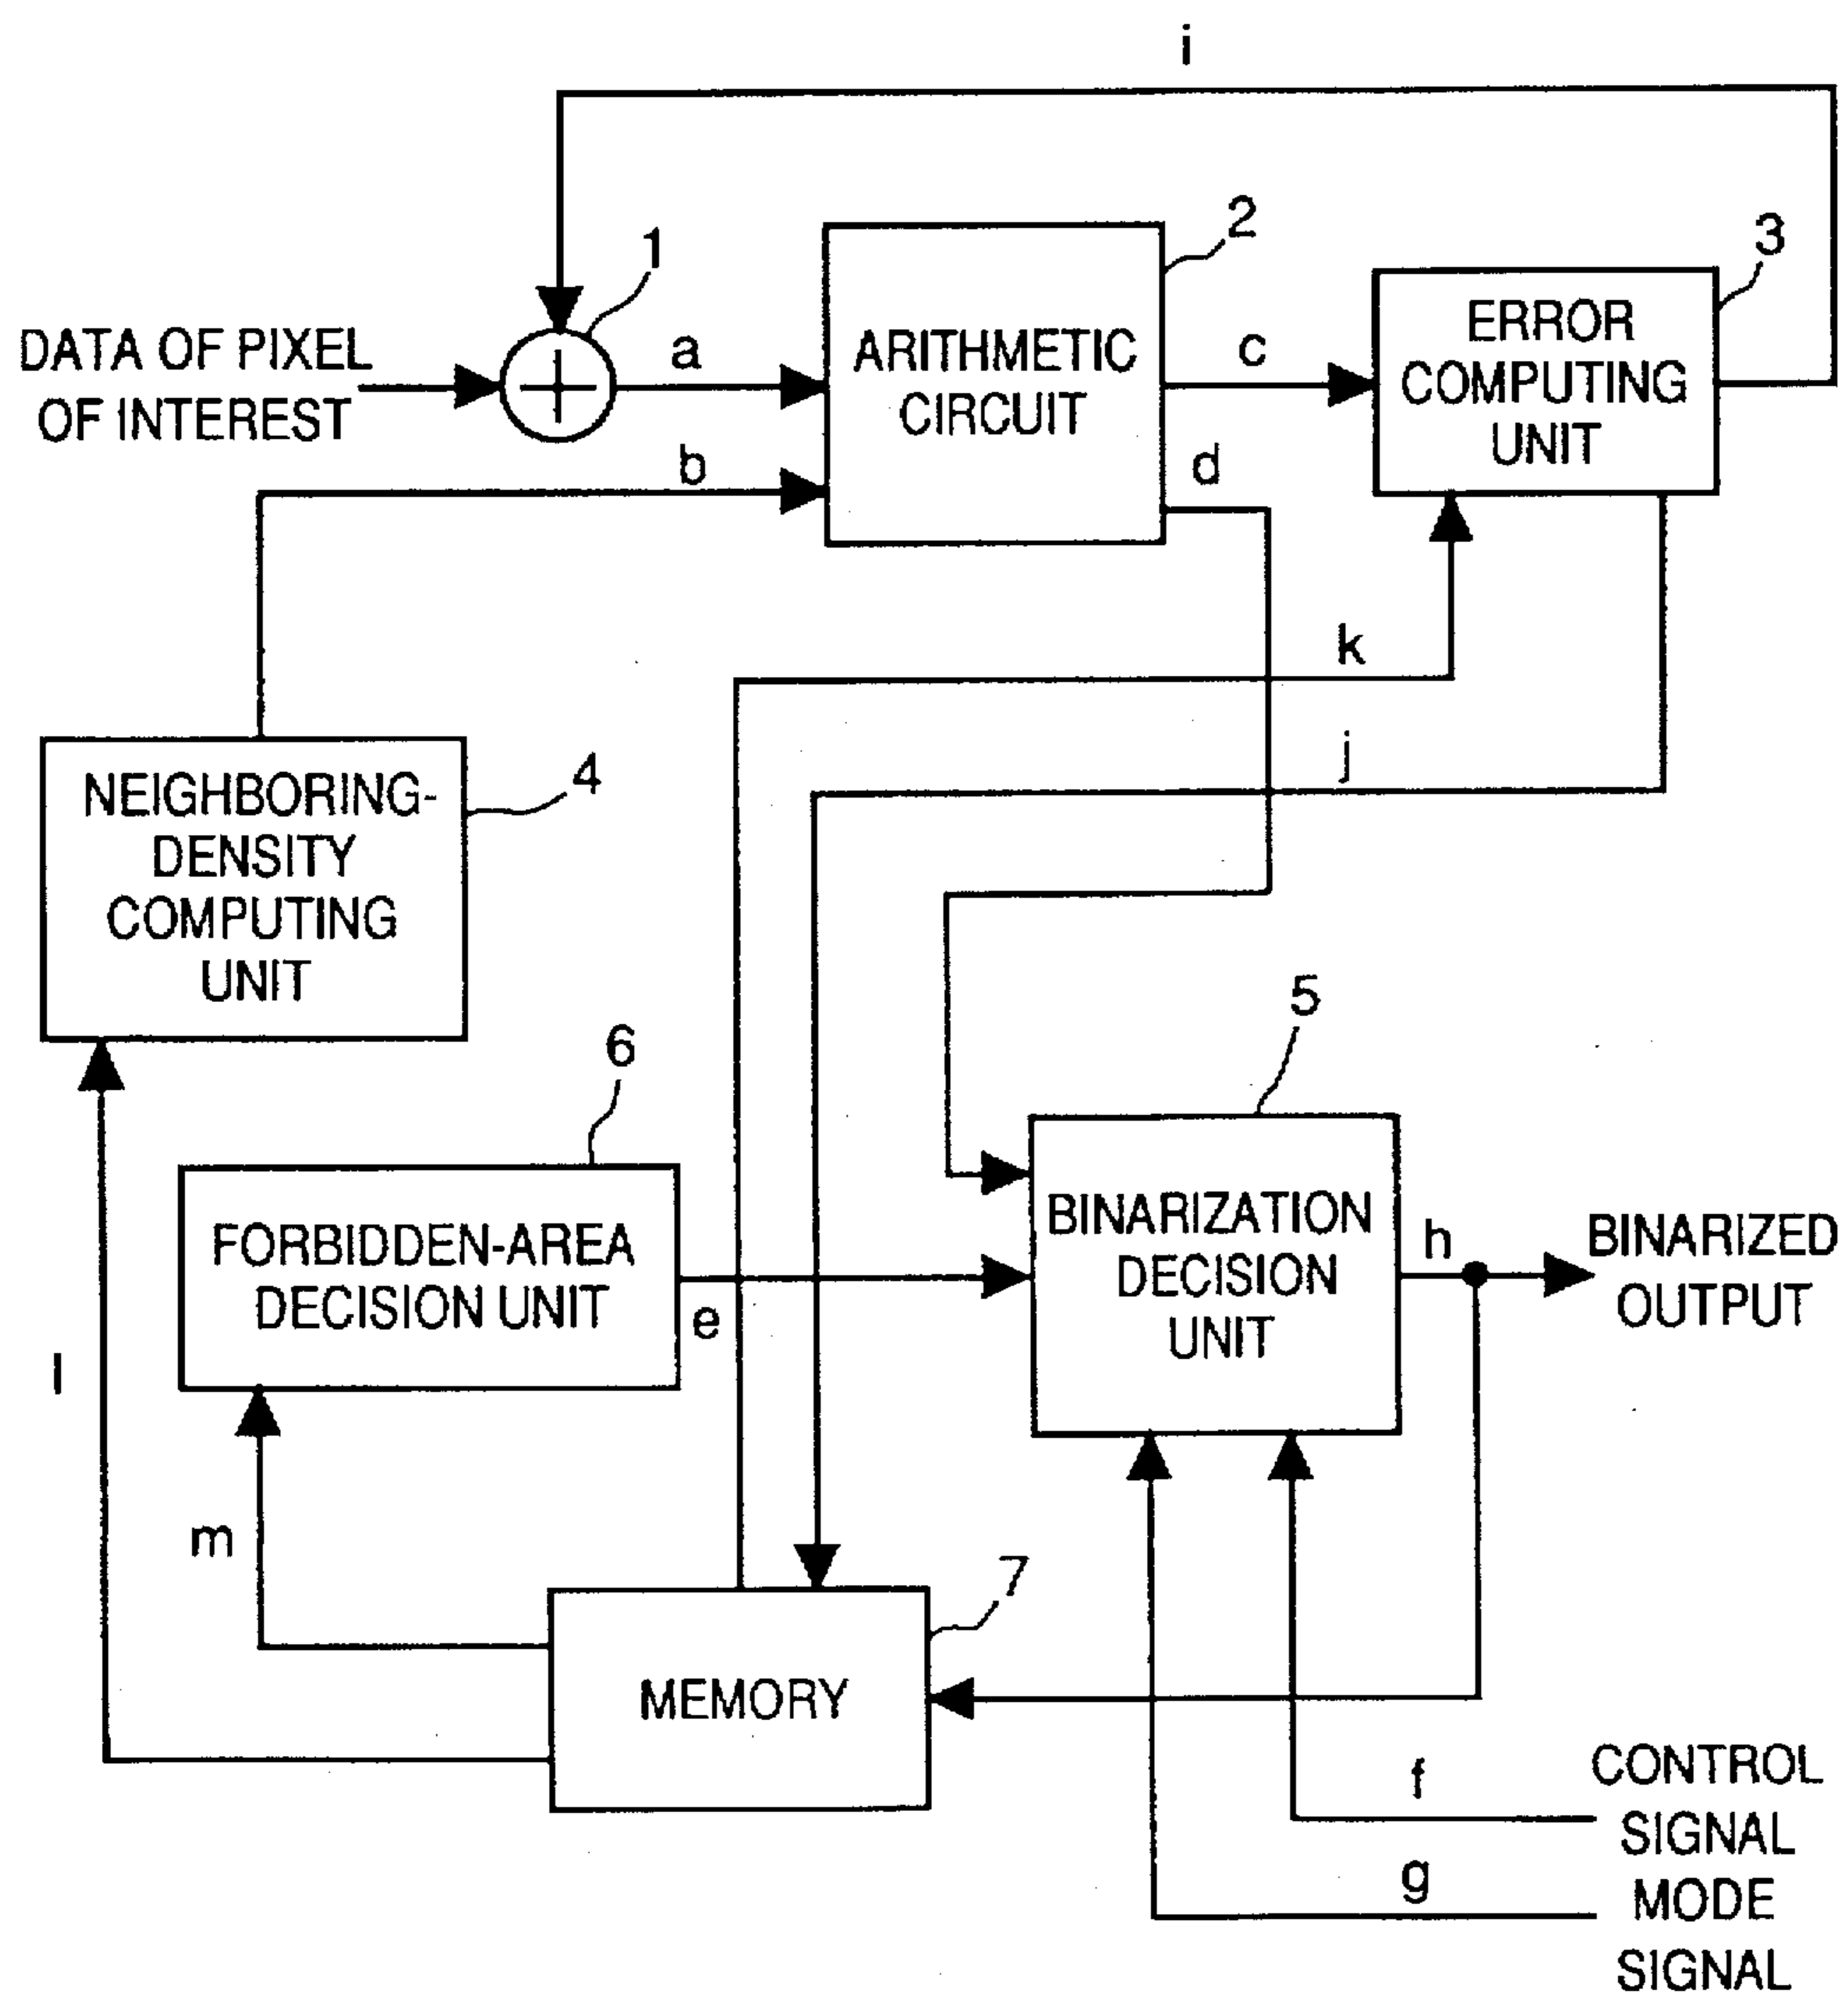 i
1
2
3
DATA OF PIXEL
OF INTEREST
a
ARITHMETIC
CIRCUIT
c
ERROR
COMPUTING
UNIT
b
d
k
j
NEIGHBORING-
DENSITY
COMPUTING
UNIT
4
5
6
FORBIDDEN-AREA
DECISION UNIT
e
BINARIZATION
DECISION
UNIT
h
BINARIZED
OUTPUT
l
m
7
MEMORY
f
CONTROL
SIGNAL
g
MODE
SIGNAL